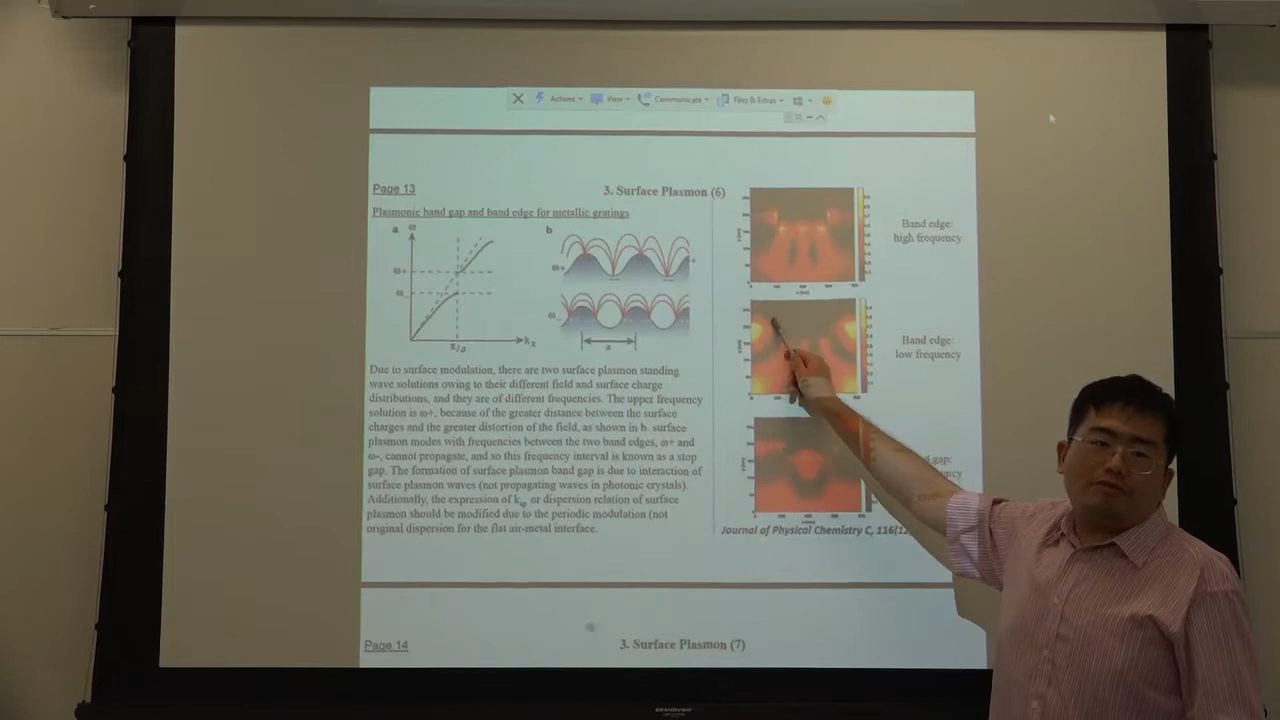 Actions View Communicate Files & Extras
Page 13
3. Surface Plasmon (6)
Plasmonic band gap and band edge for metallic gratings
a
ω
b
ω+
ω-
kx
π/a
ω+
ω-
a
Due to surface modulation, there are two surface plasmon standing
wave solutions owing to their different field and surface charge
distributions, and they are of different frequencies. The upper frequency
solution is ω+, because of the greater distance between the surface
charges and the greater distortion of the field, as shown in b. surface
plasmon modes with frequencies between the two band edges, ω+ and
ω-, cannot propagate, and so this frequency interval is known as a stop
gap. The formation of surface plasmon band gap is due to interaction of
surface plasmon waves (not propagating waves in photonic crystals).
Additionally, the expression of ksp or dispersion relation of surface
plasmon should be modified due to the periodic modulation (not
original dispersion for the flat air-metal interface.
Band edge:
high frequency
Band edge:
low frequency
gap:
Journal of Physical Chemistry C, 116(12
Page 14
3. Surface Plasmon (7)
BRANDVIEW